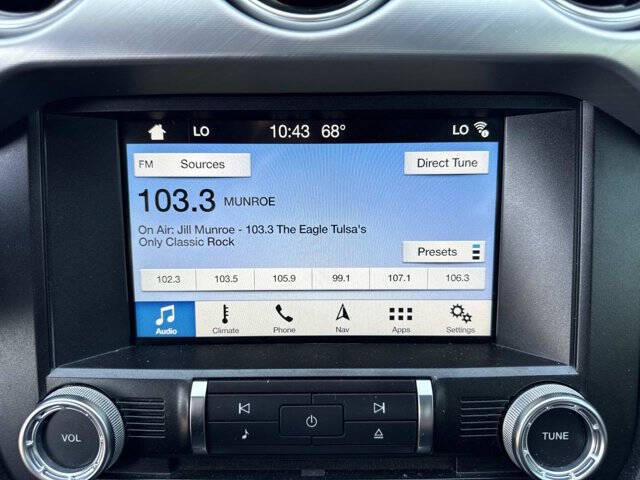 LO 10:43 68° LO
FM Sources Direct Tune
103.3 MUNROE
On Air: Jill Munroe - 103.3 The Eagle Tulsa's
Only Classic Rock
Presets
102.3 103.5 105.9 99.1 107.1 106.3
Audio Climate Phone Nav Apps Settings
VOL TUNE